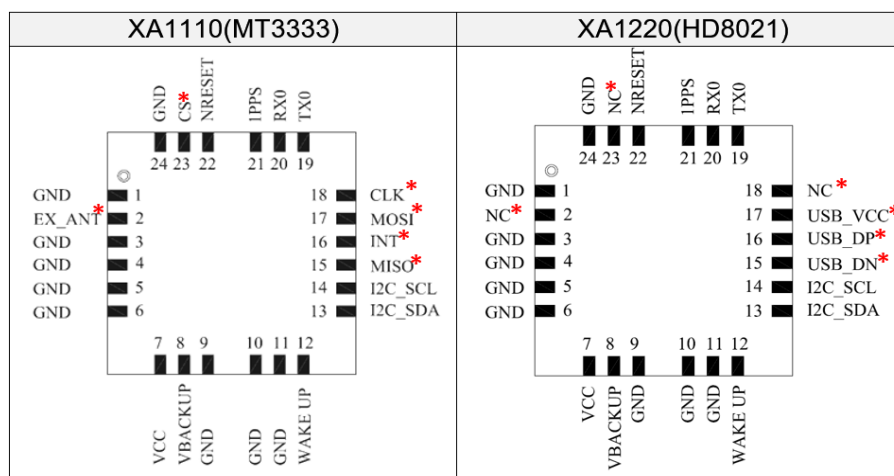 XA1110(MT3333)
GND
CS*
NRESET
1PPS
RX0
TX0
24 23 22 21 20 19
GND 1 18 CLK*
EX_ANT* 2 17 MOSI*
GND 3 16 INT*
GND 4 15 MISO*
GND 5 14 I2C_SCL
GND 6 13 I2C_SDA
7 8 9 10 11 12
VCC
VBACKUP
GND
GND
GND
WAKE UP
XA1220(HD8021)
GND
NC*
NRESET
1PPS
RX0
TX0
24 23 22 21 20 19
GND 1 18 NC*
NC* 2 17 USB_VCC*
GND 3 16 USB_DP*
GND 4 15 USB_DN*
GND 5 14 I2C_SCL
GND 6 13 I2C_SDA
7 8 9 10 11 12
VCC
VBACKUP
GND
GND
GND
WAKE UP